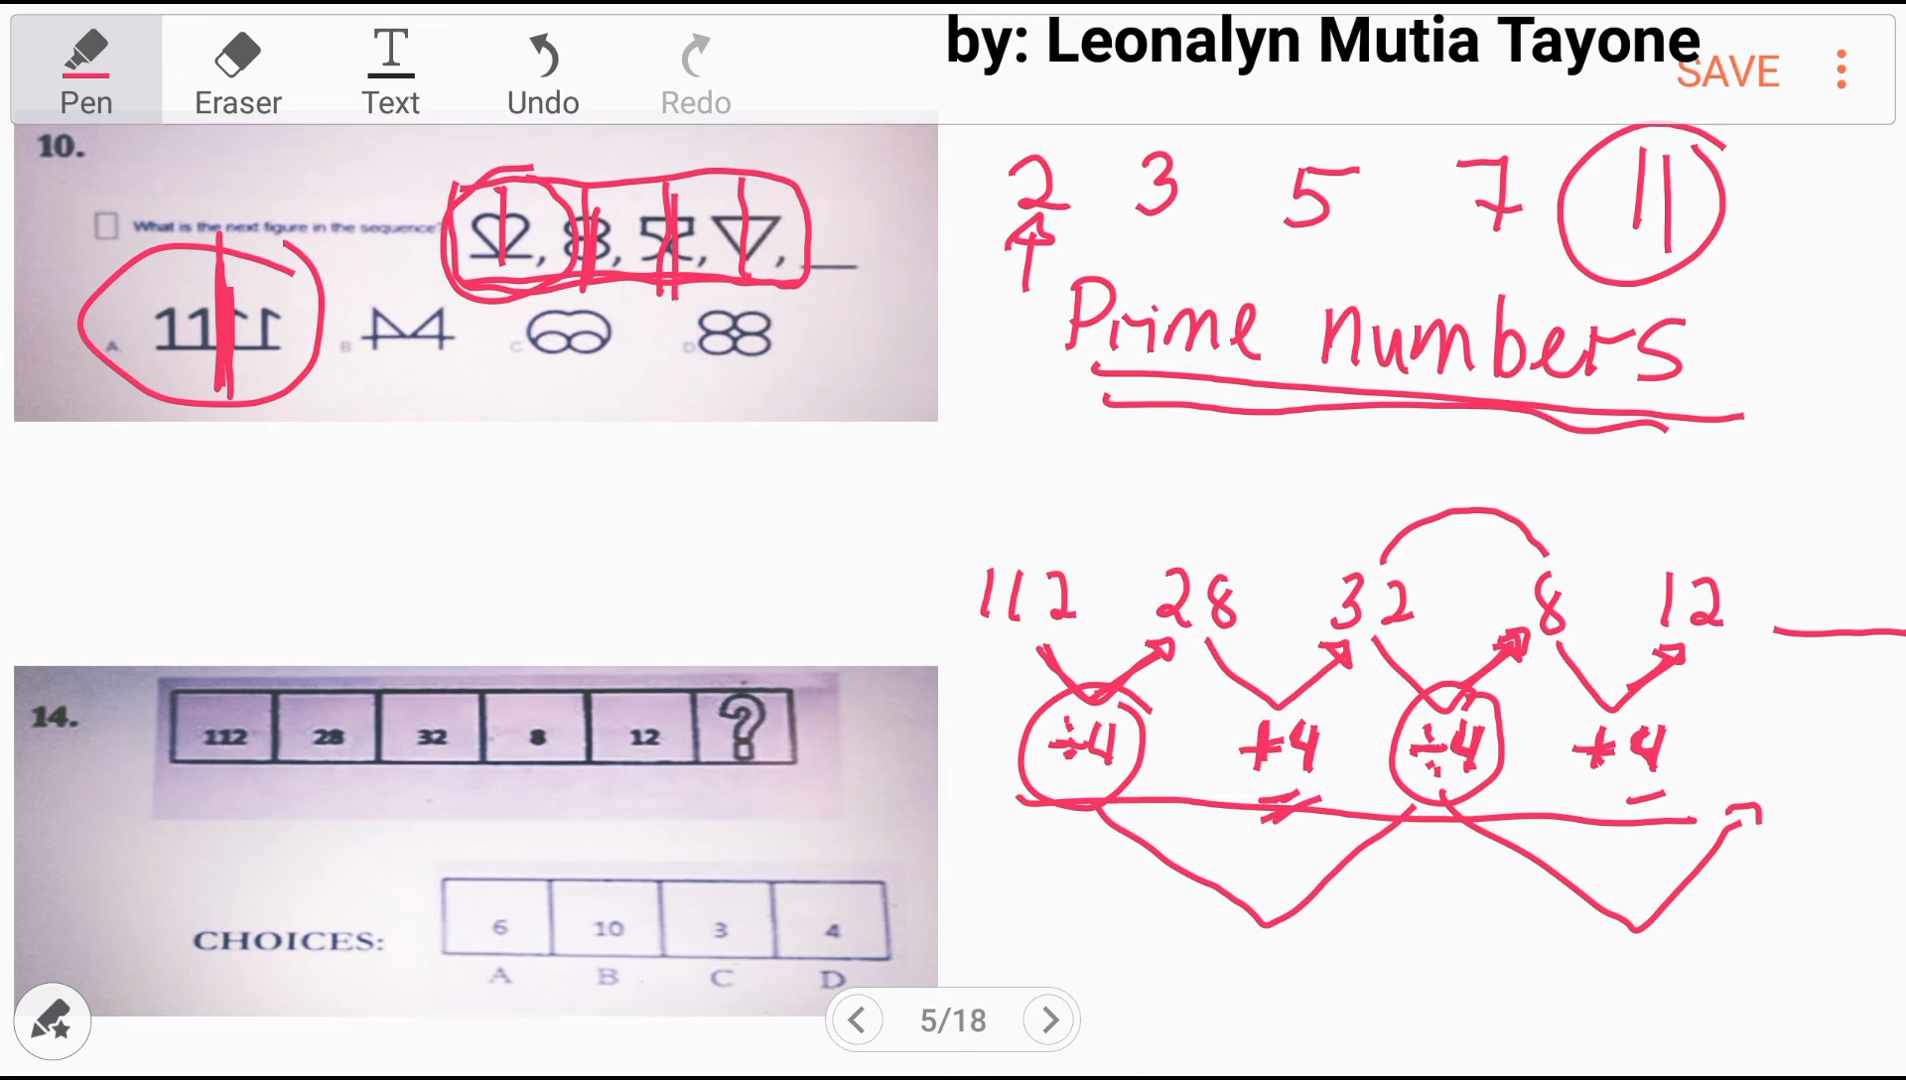 by: Leonalyn Mutia Tayone
Pen Eraser Text Undo Redo SAVE
10.
What is the next figure in the sequence?
A. B. C. D
2 3 5 7 11
Prime numbers
112 28 32 8 12
÷4 +4 ÷4 +4
14.
112 28 32 8 12 ?
CHOICES:
6 10 3 4
A B C D
5/18